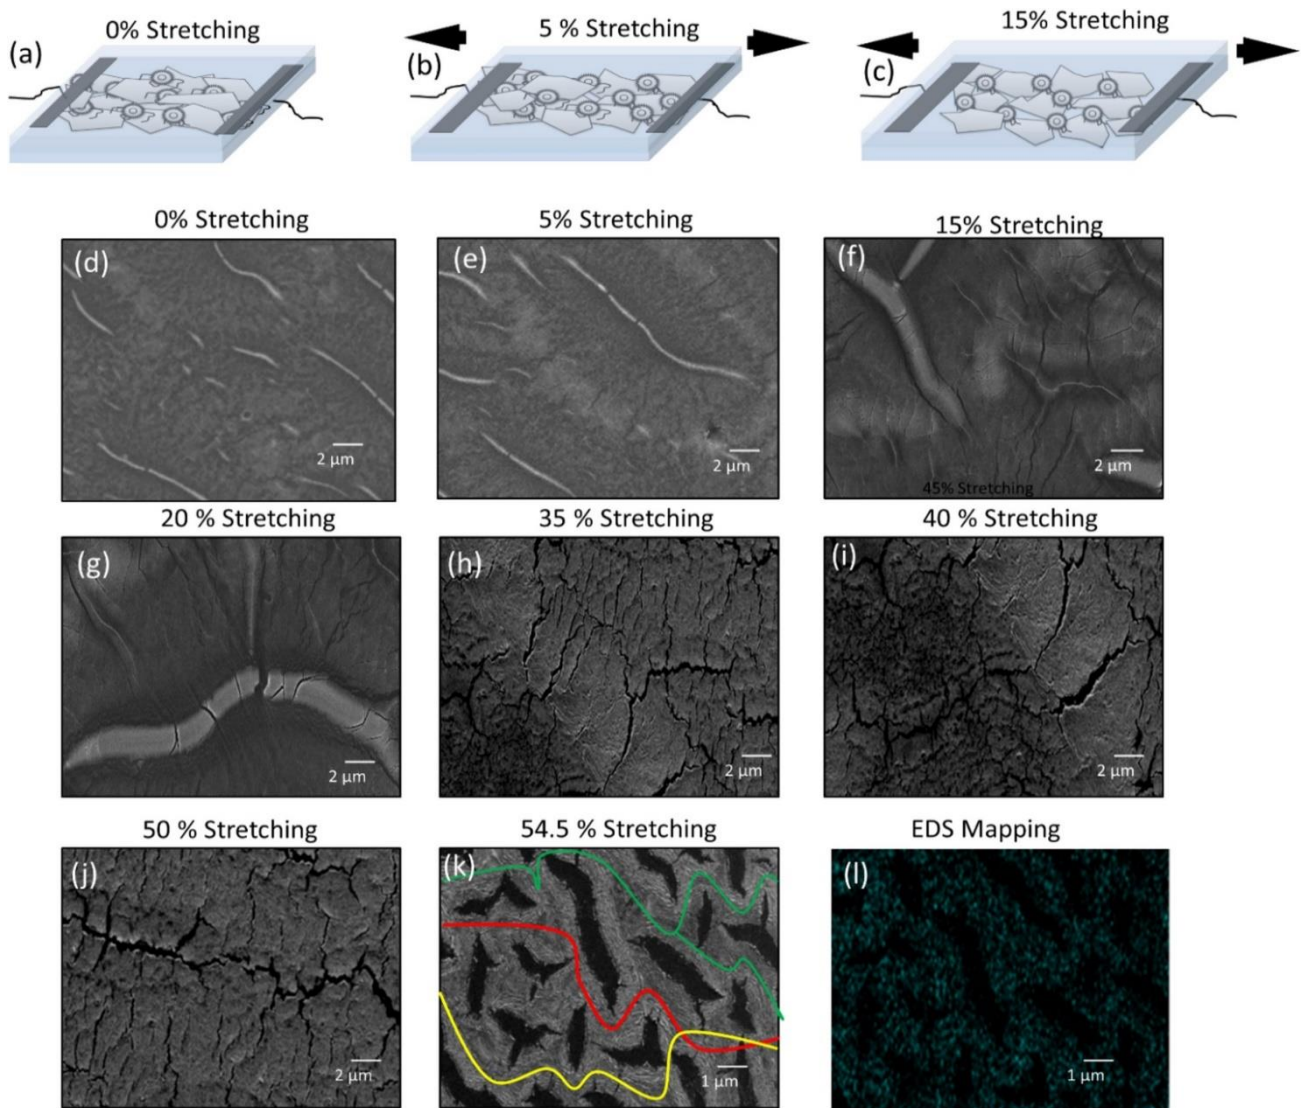 0% Stretching
5 % Stretching
15% Stretching
(a)
(b)
(c)
0% Stretching
5% Stretching
15% Stretching
(d)
(e)
(f)
2 µm
2 µm
2 µm
45% Stretching
20 % Stretching
35 % Stretching
40 % Stretching
(g)
(h)
(i)
2 µm
2 µm
2 µm
50 % Stretching
54.5 % Stretching
EDS Mapping
(j)
(k)
(l)
2 µm
1 µm
1 µm